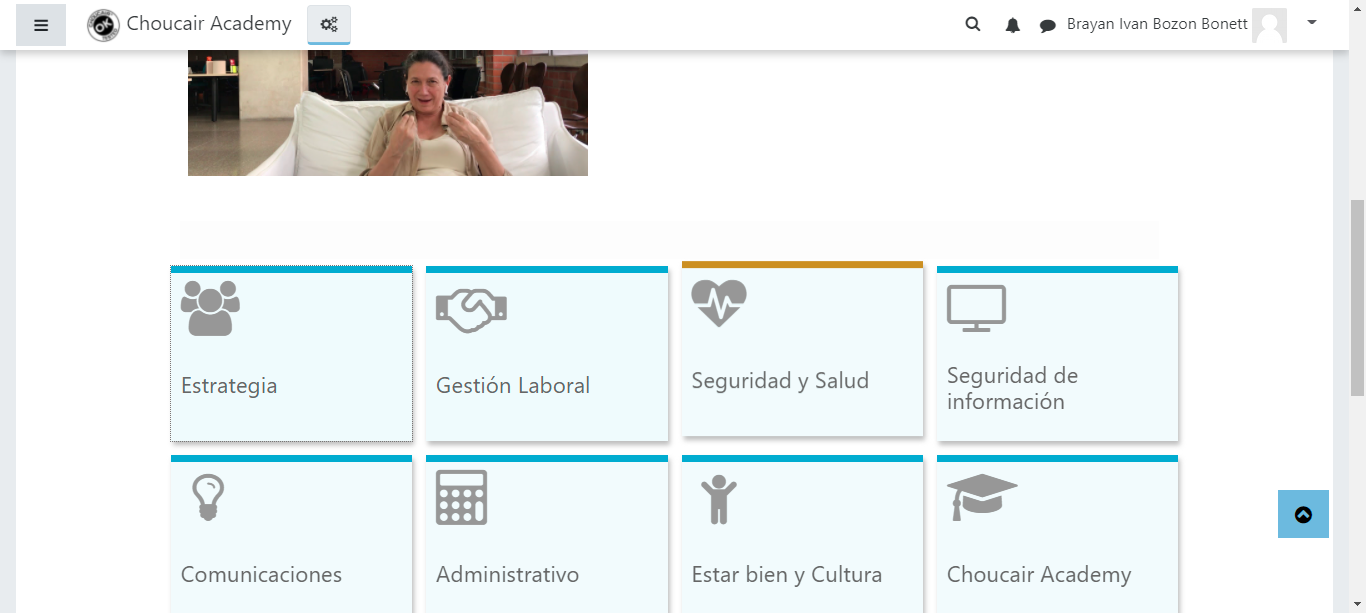 Choucair Academy
Brayan Ivan Bozon Bonett
Estrategia
Gestión Laboral
Seguridad y Salud
Seguridad de
información
Comunicaciones
Administrativo
Estar bien y Cultura
Choucair Academy